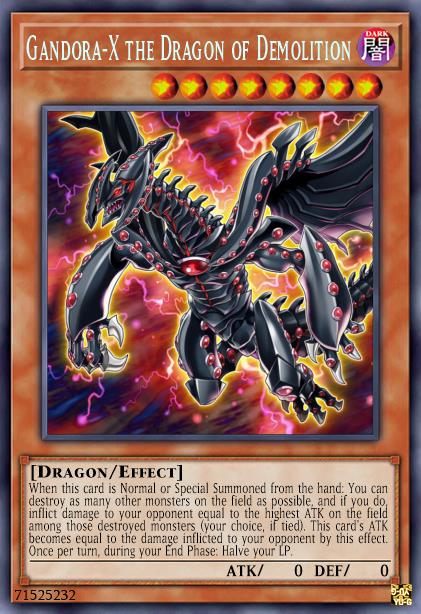 GANDORA-X THE DRAGON OF DEMOLITION
DARK
闇
[DRAGON/EFFECT]
When this card is Normal or Special Summoned from the hand: You can
destroy as many other monsters on the field as possible, and if you do,
inflict damage to your opponent equal to the highest ATK on the field
among those destroyed monsters (your choice, if tied). This card's ATK
becomes equal to the damage inflicted to your opponent by this effect.
Once per turn, during your End Phase: Halve your LP.
ATK/ 0 DEF/ 0
71525232